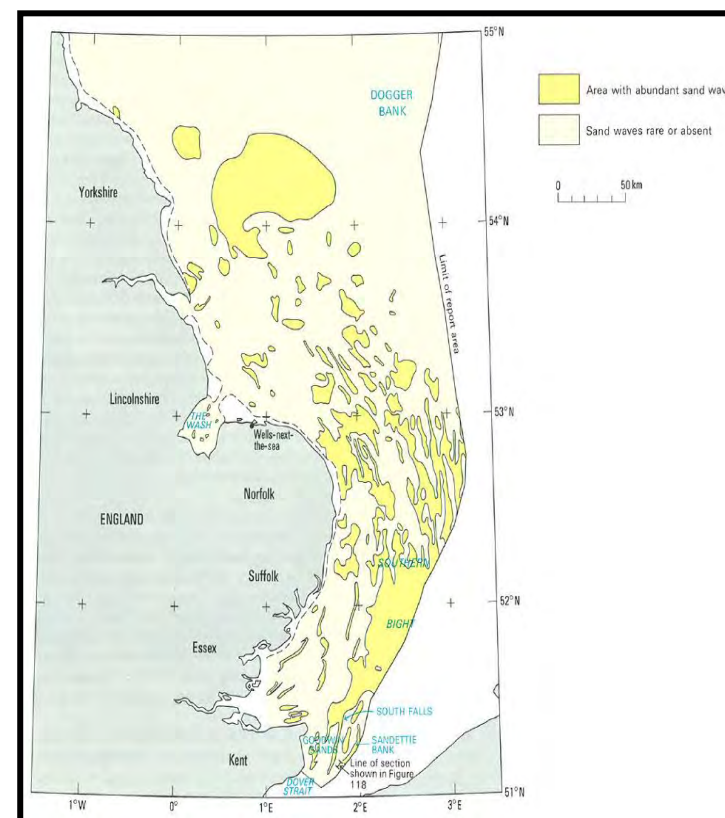 55°N
DOGGER
BANK
Area with abundant sand wav
Sand waves rare or absent
0
50 km
Yorkshire
54°N
Limit of report area
Lincolnshire
THE
WASH
53°N
Wells-next-
the-sea
Norfolk
ENGLAND
SOUTHERN
Suffolk
52°N
BIGHT
Essex
SOUTH FALLS
GOODWIN
SANDS
SANDETTIE
BANK
Kent
Line of section
shown in Figure
118
DOVER
STRAIT
51°N
1°W
0°
1°E
2°E
3°E